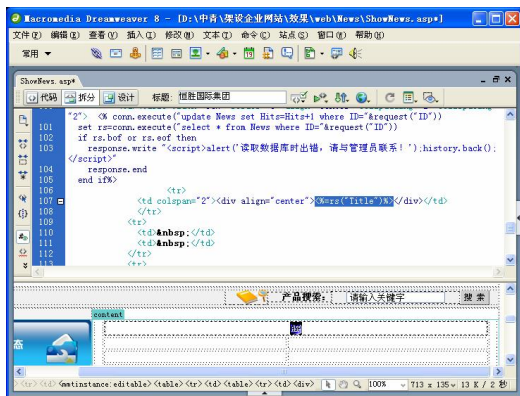 Macromedia Dreamweaver 8 - [D:\中青\架设企业网站\效果\web\News\ShowNews.asp*]
文件(F) 编辑(E) 查看(V) 插入(I) 修改(M) 文本(T) 命令(C) 站点(S) 窗口(W) 帮助(H)
常用
ShowNews.asp*
代码 拆分 设计 标题: 恒胜国际集团
"2"> <% conn.execute("update News set Hits=Hits+1 where ID="&request("ID"))
101 set rs=conn.execute("select * from News where ID="&request("ID"))
102 if rs.bof or rs.eof then
103 response.write "<script>alert('读取数据库时出错，请与管理员联系！');history.back();
</script>"
104 response.end
105 end if%>
106 <tr>
107 <td colspan="2"><div align="center"><%=rs("Title")%></div></td>
108 </tr>
109 <tr>
110 <td>&nbsp;</td>
111 <td>&nbsp;</td>
112 </tr>
113 <tr>
产品搜索: 请输入关键字 搜 索
content
态
<tr> <td> <mmtinstance:editable> <table> <tr> <td> <table> <tr> <td> <div> 100% 713 x 135 13 K / 2 秒